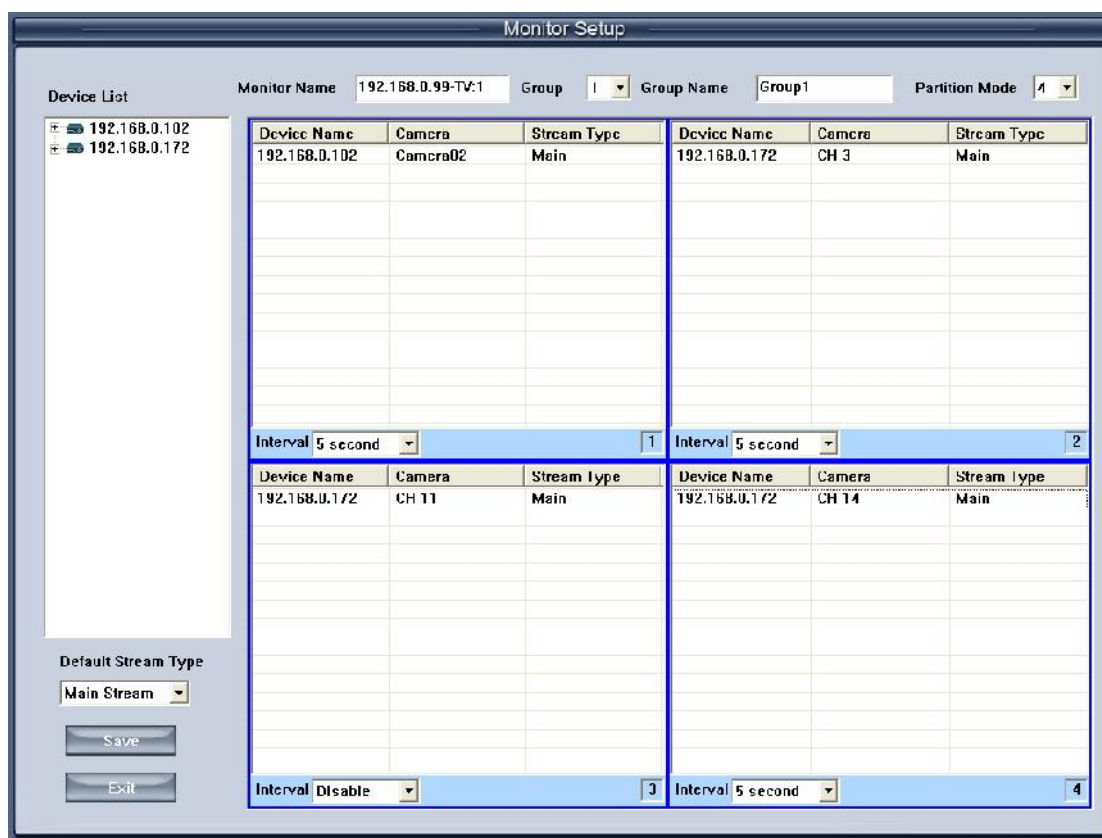 Monitor Setup
Device List
Monitor Name 192.168.0.99-TV:1 Group 1 Group Name Group1 Partition Mode 4
192.168.0.102
192.168.0.172
Device Name Camera Stream Type Device Name Camera Stream Type
192.168.0.102 Camera02 Main 192.168.0.172 CH 3 Main
Interval 5 second 1 Interval 5 second 2
Device Name Camera Stream Type Device Name Camera Stream Type
192.168.0.172 CH 11 Main 192.168.0.172 CH 14 Main
Default Stream Type
Main Stream
Save
Exit
Interval Disable 3 Interval 5 second 4